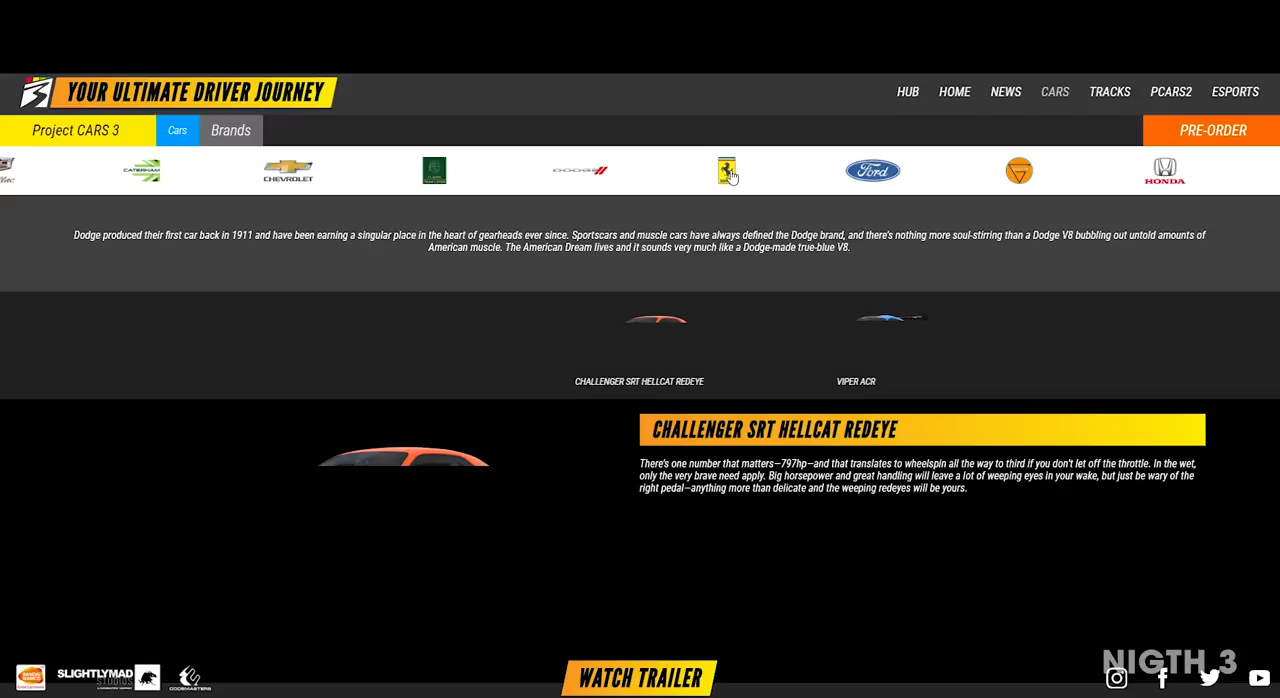 YOUR ULTIMATE DRIVER JOURNEY
HUB HOME NEWS CARS TRACKS PCARS2 ESPORTS
Project CARS 3 Cars Brands PRE-ORDER
CATERHAM CHEVROLET DODGE Ford HONDA
Dodge produced their first car back in 1911 and have been earning a singular place in the heart of gearheads ever since. Sportscars and muscle cars have always defined the Dodge brand, and there's nothing more soul-stirring than a Dodge V8 bubbling out untold amounts of
American muscle. The American Dream lives and it sounds very much like a Dodge-made true-blue V8.
CHALLENGER SRT HELLCAT REDEYE VIPER ACR
CHALLENGER SRT HELLCAT REDEYE
There's one number that matters—797hp—and that translates to wheelspin all the way to third if you don't let off the throttle. In the wet,
only the very brave need apply. Big horsepower and great handling will leave a lot of weeping eyes in your wake, but just be wary of the
right pedal—anything more than delicate and the weeping redeyes will be yours.
NIGTH_3
SLIGHTLYMAD
STUDIOS
CODEMASTERS
WATCH TRAILER